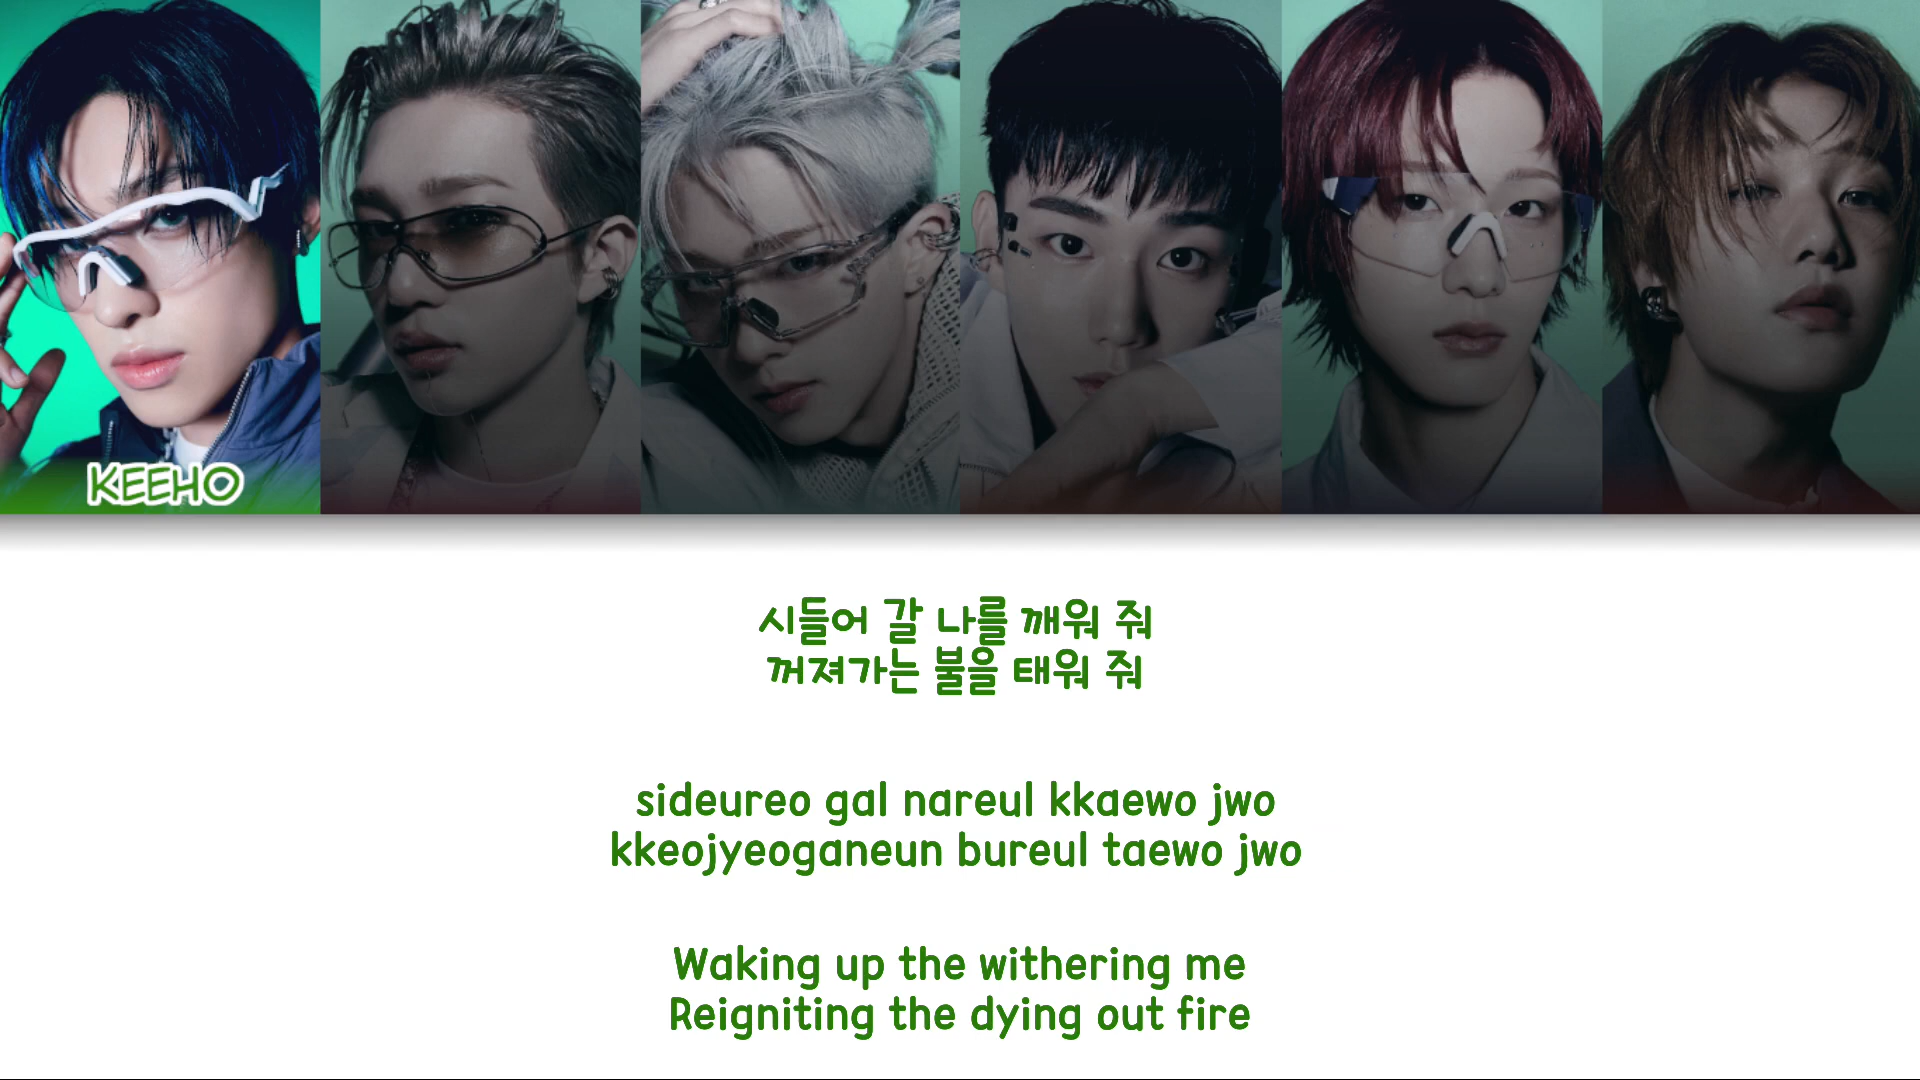 KEEHO
시들어 갈 나를 깨워 줘
꺼져가는 불을 태워 줘
sideureo gal nareul kkaewo jwo
kkeojyeoganeun bureul taewo jwo
Waking up the withering me
Reigniting the dying out fire